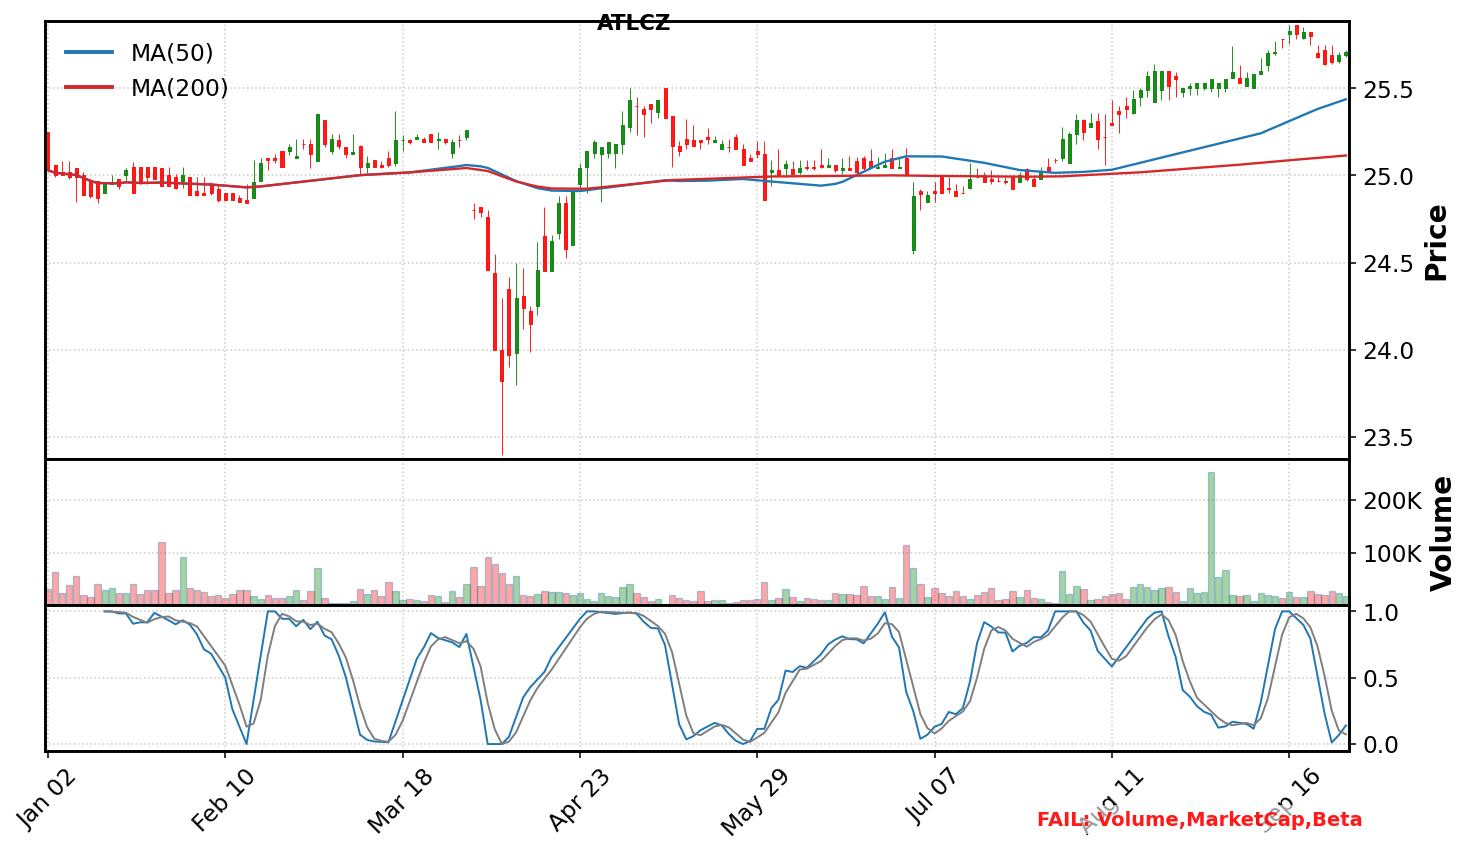 ATLCZ
MA(50)
MA(200)
25.5
25.0
24.5
24.0
23.5
Price
200K
100K
Volume
1.0
0.5
0.0
Jan 02
Feb 10
Mar 18
Apr 23
May 29
Jul 07
Aug 11
Sep 16
FAIL: Volume,MarketCap,Beta